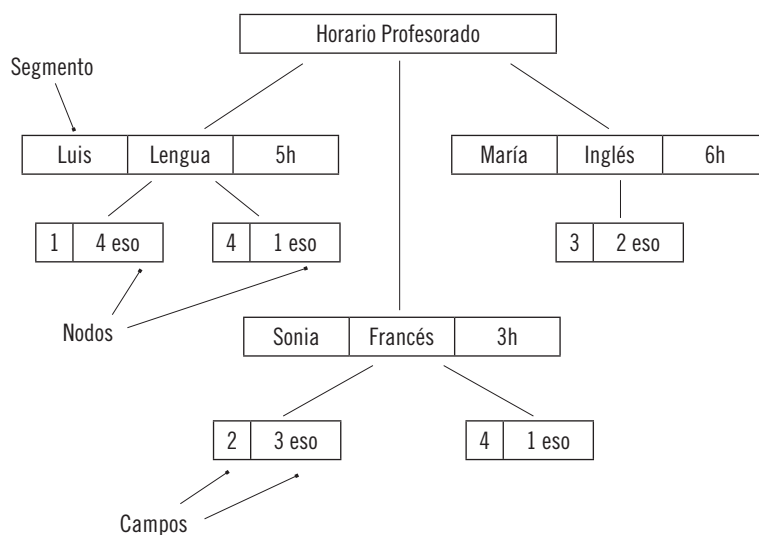 Horario Profesorado
Segmento
Luis Lengua 5h
María Inglés 6h
1 4 eso
4 1 eso
3 2 eso
Nodos
Sonia Francés 3h
2 3 eso
4 1 eso
Campos